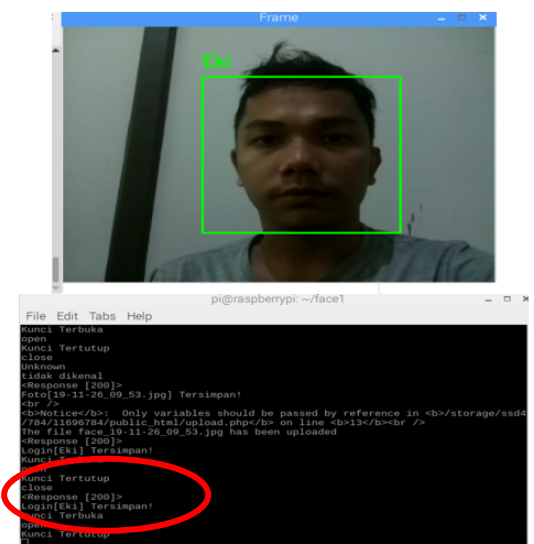 Frame
Eki
pi@raspberrypi: ~/face1
File Edit Tabs Help
Kunci Terbuka
open
Kunci Tertutup
close
Unknown
tidak dikenal
<Response [200]>
Foto[19-11-26_09_53.jpg] Tersimpan!
<br />
<b>Notice</b>:  Only variables should be passed by reference in <b>/storage/ssd4
/784/11696784/public_html/upload.php</b> on line <b>13</b><br />
The file face_19-11-26_09_53.jpg has been uploaded
<Response [200]>
Login[Eki] Tersimpan!
Kunci Terbuka
open
Kunci Tertutup
close
<Response [200]>
Login[Eki] Tersimpan!
Kunci Terbuka
open
Kunci Tertutup